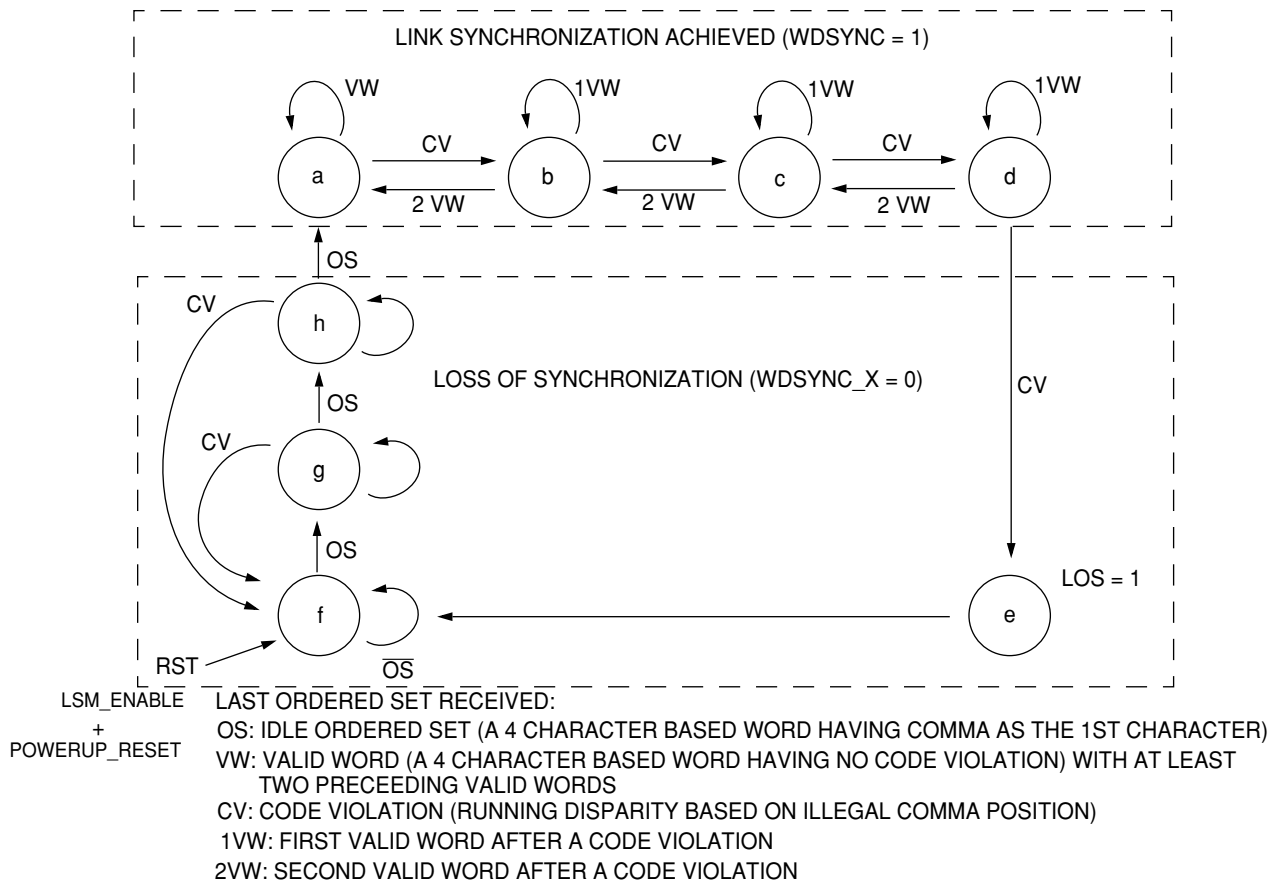 LINK SYNCHRONIZATION ACHIEVED (WDSYNC = 1)
VW
1VW
1VW
1VW
CV
CV
CV
a
b
c
d
2 VW
2 VW
2 VW
OS
CV
h
LOSS OF SYNCHRONIZATION (WDSYNC_X = 0)
CV
OS
CV
g
OS
LOS = 1
f
e
RST
OS
LSM_ENABLE
+
POWERUP_RESET
LAST ORDERED SET RECEIVED:
OS: IDLE ORDERED SET (A 4 CHARACTER BASED WORD HAVING COMMA AS THE 1ST CHARACTER)
VW: VALID WORD (A 4 CHARACTER BASED WORD HAVING NO CODE VIOLATION) WITH AT LEAST
TWO PRECEEDING VALID WORDS
CV: CODE VIOLATION (RUNNING DISPARITY BASED ON ILLEGAL COMMA POSITION)
1VW: FIRST VALID WORD AFTER A CODE VIOLATION
2VW: SECOND VALID WORD AFTER A CODE VIOLATION